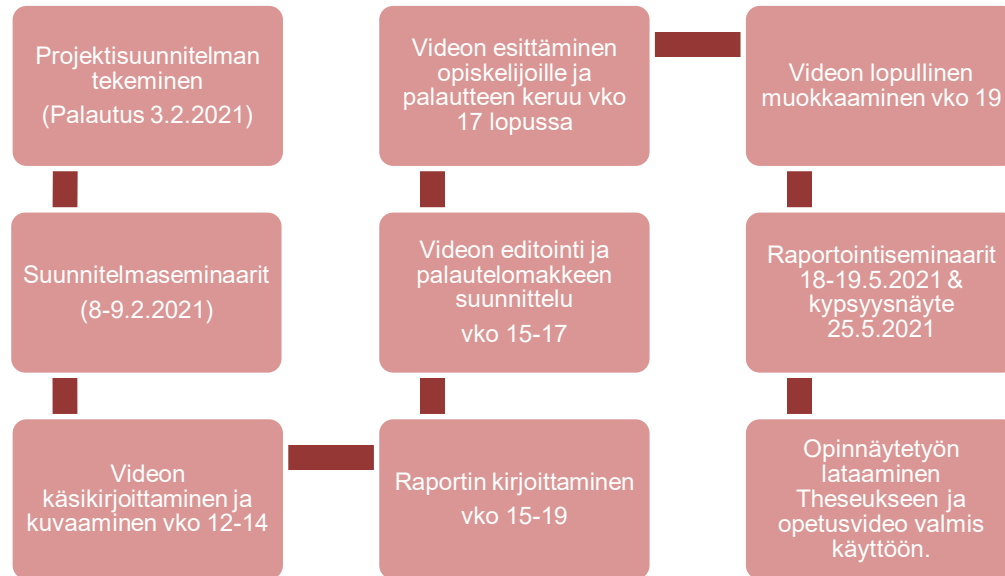 Projektisuunnitelman
tekeminen
(Palautus 3.2.2021)
Suunnitelmaseminaarit
(8-9.2.2021)
Videon
käsikirjoittaminen ja
kuvaaminen vko 12-14
Raportin kirjoittaminen
vko 15-19
Videon editointi ja
palautelomakkeen
suunnittelu
vko 15-17
Videon esittäminen
opiskelijoille ja
palautteen keruu vko
17 lopussa
Videon lopullinen
muokkaaminen vko 19
Raportointiseminaarit
18-19.5.2021 &
kypsyysnäyte
25.5.2021
Opinnäytetyön
lataaminen
Theseukseen ja
opetusvideo valmis
käyttöön.